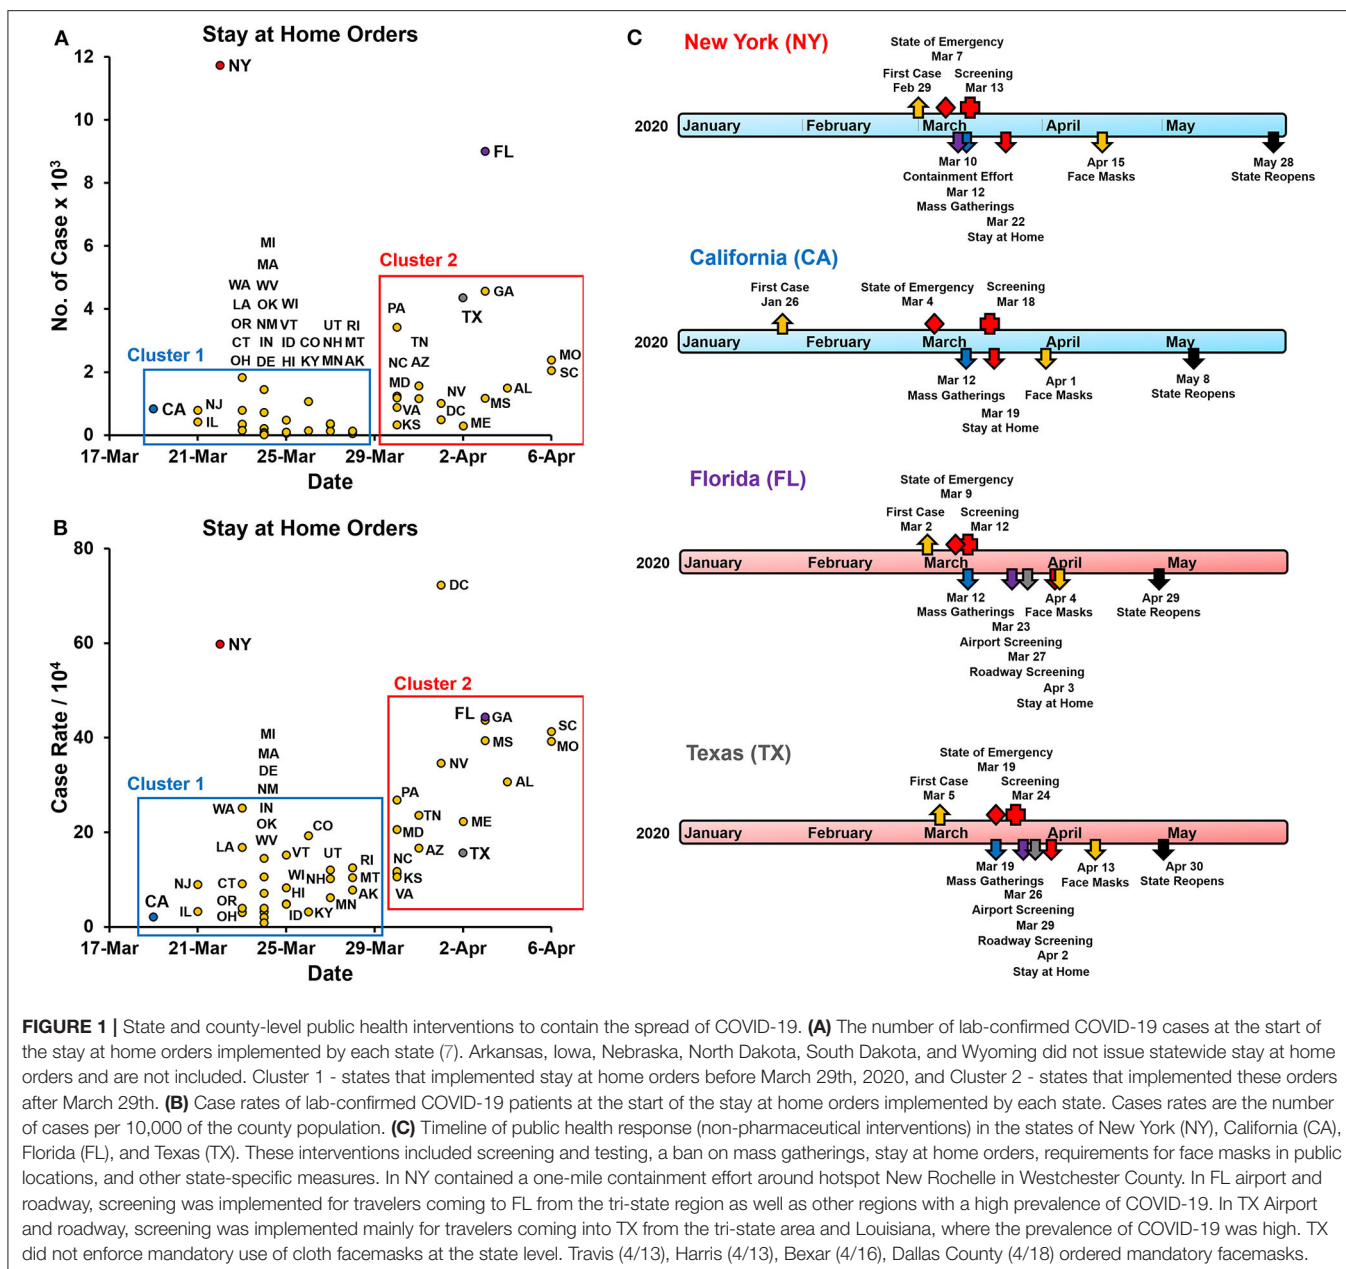 A
Stay at Home Orders
No. of Case x 10³
12
10
8
6
4
2
0
NY
FL
Cluster 1
Cluster 2
CA
NJ
IL
WA
LA
OR
CT
OH
MI
MA
WV
OK
NM
IN
DE
WI
VT
ID
HI
CO
KY
UT
NH
MN
RI
MT
AK
PA
NC
MD
VA
KS
TN
AZ
NV
DC
TX
ME
GA
MS
AL
MO
SC
17-Mar 21-Mar 25-Mar 29-Mar 2-Apr 6-Apr
Date
B
Stay at Home Orders
Case Rate / 10⁴
80
60
40
20
0
NY
DC
Cluster 1
Cluster 2
CA
NJ
IL
WA
LA
CT
OR
OH
MI
MA
DE
NM
IN
OK
WV
VT
WI
HI
ID
CO
KY
UT
NH
MN
RI
MT
AK
PA
MD
NC
KS
VA
TN
AZ
NV
ME
TX
FL
GA
MS
AL
SC
MO
17-Mar 21-Mar 25-Mar 29-Mar 2-Apr 6-Apr
Date
C
New York (NY)
State of Emergency
Mar 7
First Case
Feb 29
Screening
Mar 13
2020 January February March April May
Mar 10
Containment Effort
Mar 12
Mass Gatherings
Mar 22
Stay at Home
Apr 15
Face Masks
May 28
State Reopens
California (CA)
First Case
Jan 26
State of Emergency
Mar 4
Screening
Mar 18
2020 January February March April May
Mar 12
Mass Gatherings
Mar 19
Stay at Home
Apr 1
Face Masks
May 8
State Reopens
Florida (FL)
State of Emergency
Mar 9
First Case
Mar 2
Screening
Mar 12
2020 January February March April May
Mar 12
Mass Gatherings
Mar 23
Airport Screening
Mar 27
Roadway Screening
Apr 3
Stay at Home
Apr 4
Face Masks
Apr 29
State Reopens
Texas (TX)
State of Emergency
Mar 19
First Case
Mar 5
Screening
Mar 24
2020 January February March April May
Mar 19
Mass Gatherings
Mar 26
Airport Screening
Mar 29
Roadway Screening
Apr 2
Stay at Home
Apr 13
Face Masks
Apr 30
State Reopens
FIGURE 1 | State and county-level public health interventions to contain the spread of COVID-19. (A) The number of lab-confirmed COVID-19 cases at the start of
the stay at home orders implemented by each state (7). Arkansas, Iowa, Nebraska, North Dakota, South Dakota, and Wyoming did not issue statewide stay at home
orders and are not included. Cluster 1 - states that implemented stay at home orders before March 29th, 2020, and Cluster 2 - states that implemented these orders
after March 29th. (B) Case rates of lab-confirmed COVID-19 patients at the start of the stay at home orders implemented by each state. Cases rates are the number
of cases per 10,000 of the county population. (C) Timeline of public health response (non-pharmaceutical interventions) in the states of New York (NY), California (CA),
Florida (FL), and Texas (TX). These interventions included screening and testing, a ban on mass gatherings, stay at home orders, requirements for face masks in public
locations, and other state-specific measures. In NY contained a one-mile containment effort around hotspot New Rochelle in Westchester County. In FL airport and
roadway, screening was implemented for travelers coming to FL from the tri-state region as well as other regions with a high prevalence of COVID-19. In TX Airport
and roadway, screening was implemented mainly for travelers coming into TX from the tri-state area and Louisiana, where the prevalence of COVID-19 was high. TX
did not enforce mandatory use of cloth facemasks at the state level. Travis (4/13), Harris (4/13), Bexar (4/16), Dallas County (4/18) ordered mandatory facemasks.